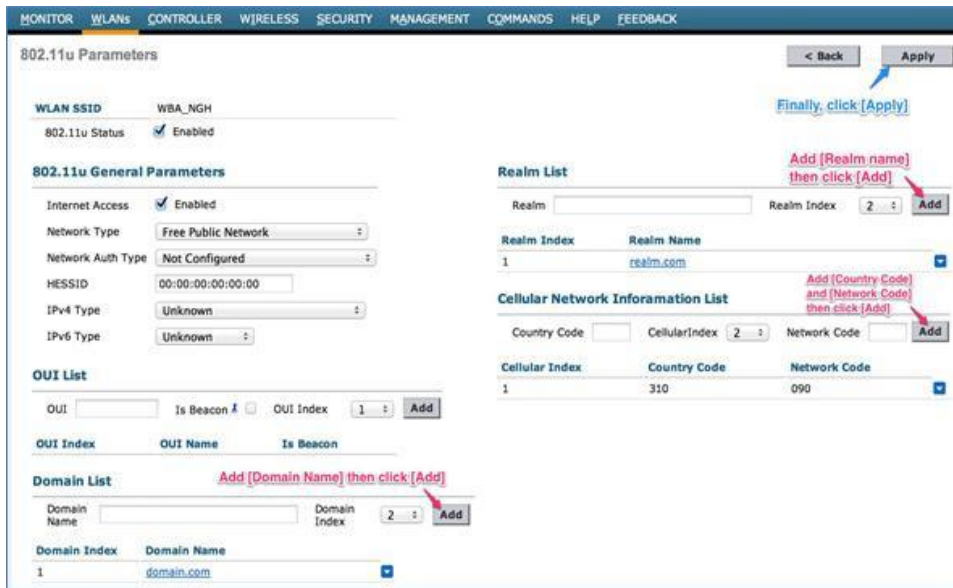 MONITOR WLANs CONTROLLER WIRELESS SECURITY MANAGEMENT COMMANDS HELP FEEDBACK
802.11u Parameters
< Back Apply
Finally, click [Apply]
WLAN SSID WBA_NGH
802.11u Status Enabled
802.11u General Parameters
Internet Access Enabled
Network Type Free Public Network
Network Auth Type Not Configured
HESSID 00:00:00:00:00:00
IPv4 Type Unknown
IPv6 Type Unknown
OUI List
OUI Is Beacon OUI Index 1 Add
OUI Index OUI Name Is Beacon
Domain List
Add [Domain Name] then click [Add]
Domain Name Domain Index 2 Add
Domain Index Domain Name
1 domain.com
Realm List
Add [Realm name]
then click [Add]
Realm Realm Index 2 Add
Realm Index Realm Name
1 realm.com
Cellular Network Inforamation List
Add [Country Code]
and [Network Code]
then click [Add]
Country Code CellularIndex 2 Network Code Add
Cellular Index Country Code Network Code
1 310 090